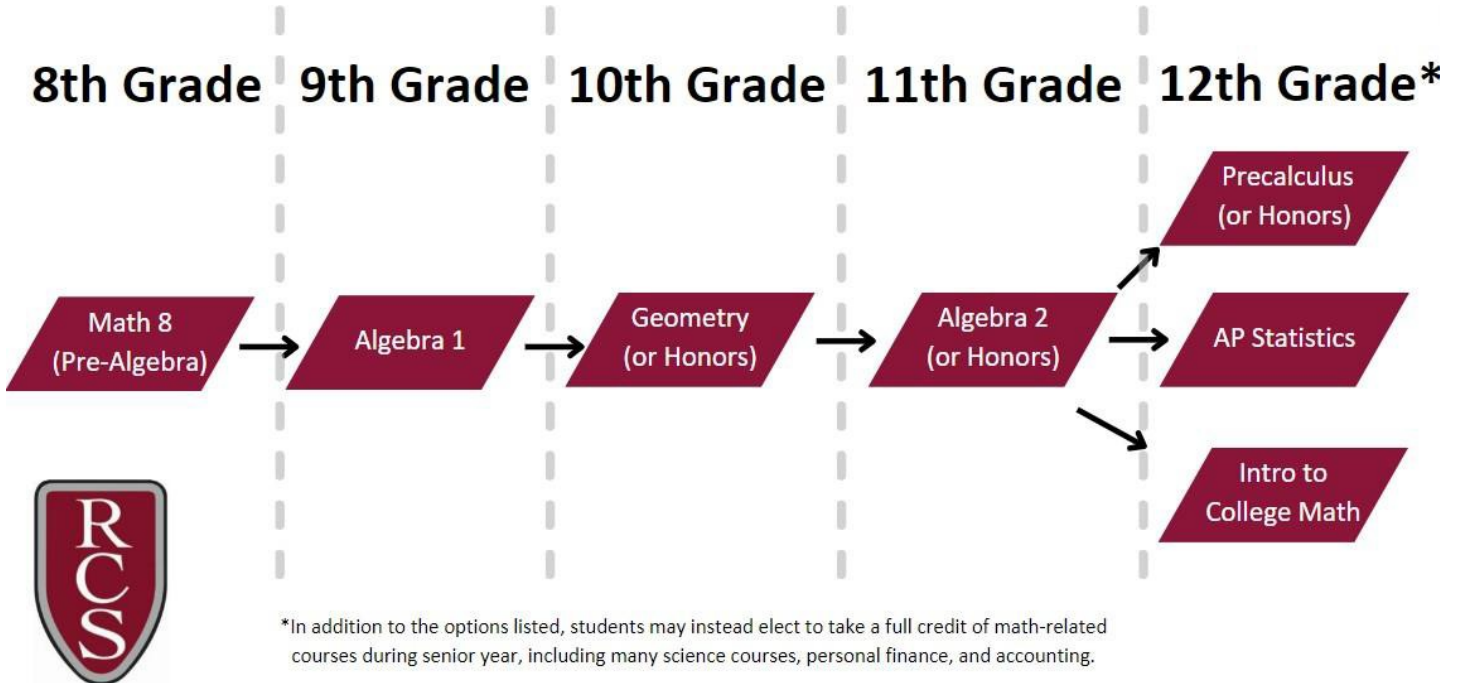 8th Grade
9th Grade
10th Grade
11th Grade
12th Grade*
Math 8
(Pre-Algebra)
Algebra 1
Geometry
(or Honors)
Algebra 2
(or Honors)
Precalculus
(or Honors)
AP Statistics
Intro to
College Math
R
C
S
*In addition to the options listed, students may instead elect to take a full credit of math-related
courses during senior year, including many science courses, personal finance, and accounting.